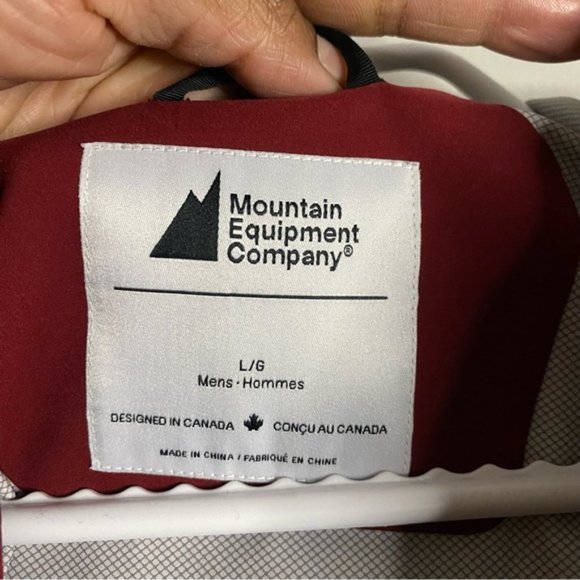 Mountain
Equipment
Company®
L/G
Mens · Hommes
DESIGNED IN CANADA CONÇU AU CANADA
MADE IN CHINA / FABRIQUÉ EN CHINE